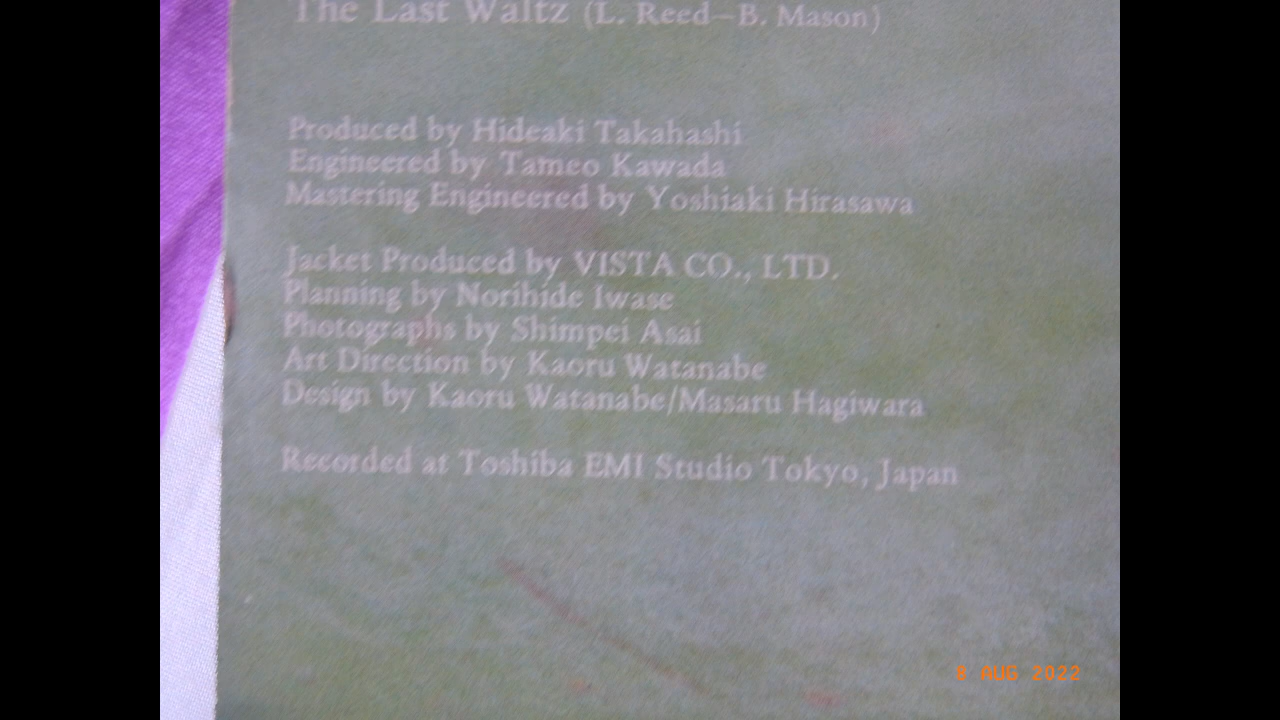 The Last Waltz (L. Reed–B. Mason)
Produced by Hideaki Takahashi
Engineered by Tameo Kawada
Mastering Engineered by Yoshiaki Hirasawa
Jacket Produced by VISTA CO., LTD.
Planning by Norihide Iwase
Photographs by Shimpei Asai
Art Direction by Kaoru Watanabe
Design by Kaoru Watanabe/Masaru Hagiwara
Recorded at Toshiba EMI Studio Tokyo, Japan
8 AUG 2022